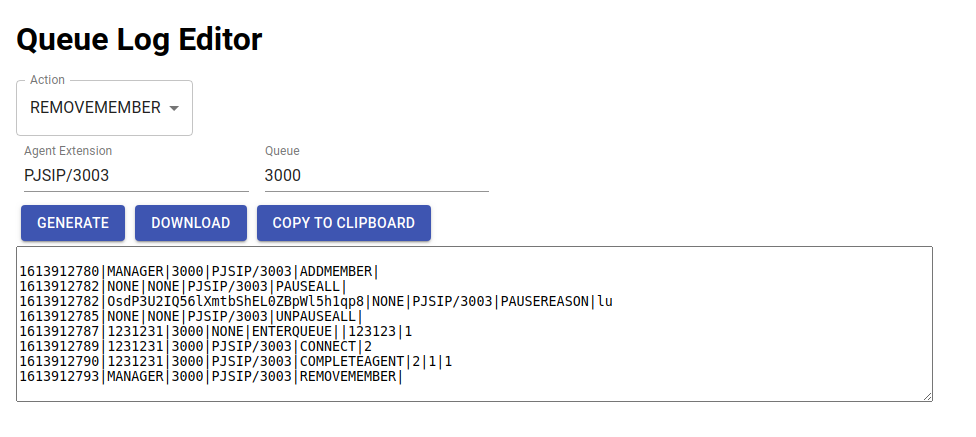 Queue Log Editor
Action
REMOVEMEMBER
Agent Extension Queue
PJSIP/3003 3000
GENERATE DOWNLOAD COPY TO CLIPBOARD
1613912780|MANAGER|3000|PJSIP/3003|ADDMEMBER|
1613912782|NONE|NONE|PJSIP/3003|PAUSEALL|
1613912782|OsdP3U2IQ56lXmtbShEL0ZBpWl5h1qp8|NONE|PJSIP/3003|PAUSEREASON|lu
1613912785|NONE|NONE|PJSIP/3003|UNPAUSEALL|
1613912787|1231231|3000|NONE|ENTERQUEUE||123123|1
1613912789|1231231|3000|PJSIP/3003|CONNECT|2
1613912790|1231231|3000|PJSIP/3003|COMPLETEAGENT|2|1|1
1613912793|MANAGER|3000|PJSIP/3003|REMOVEMEMBER|